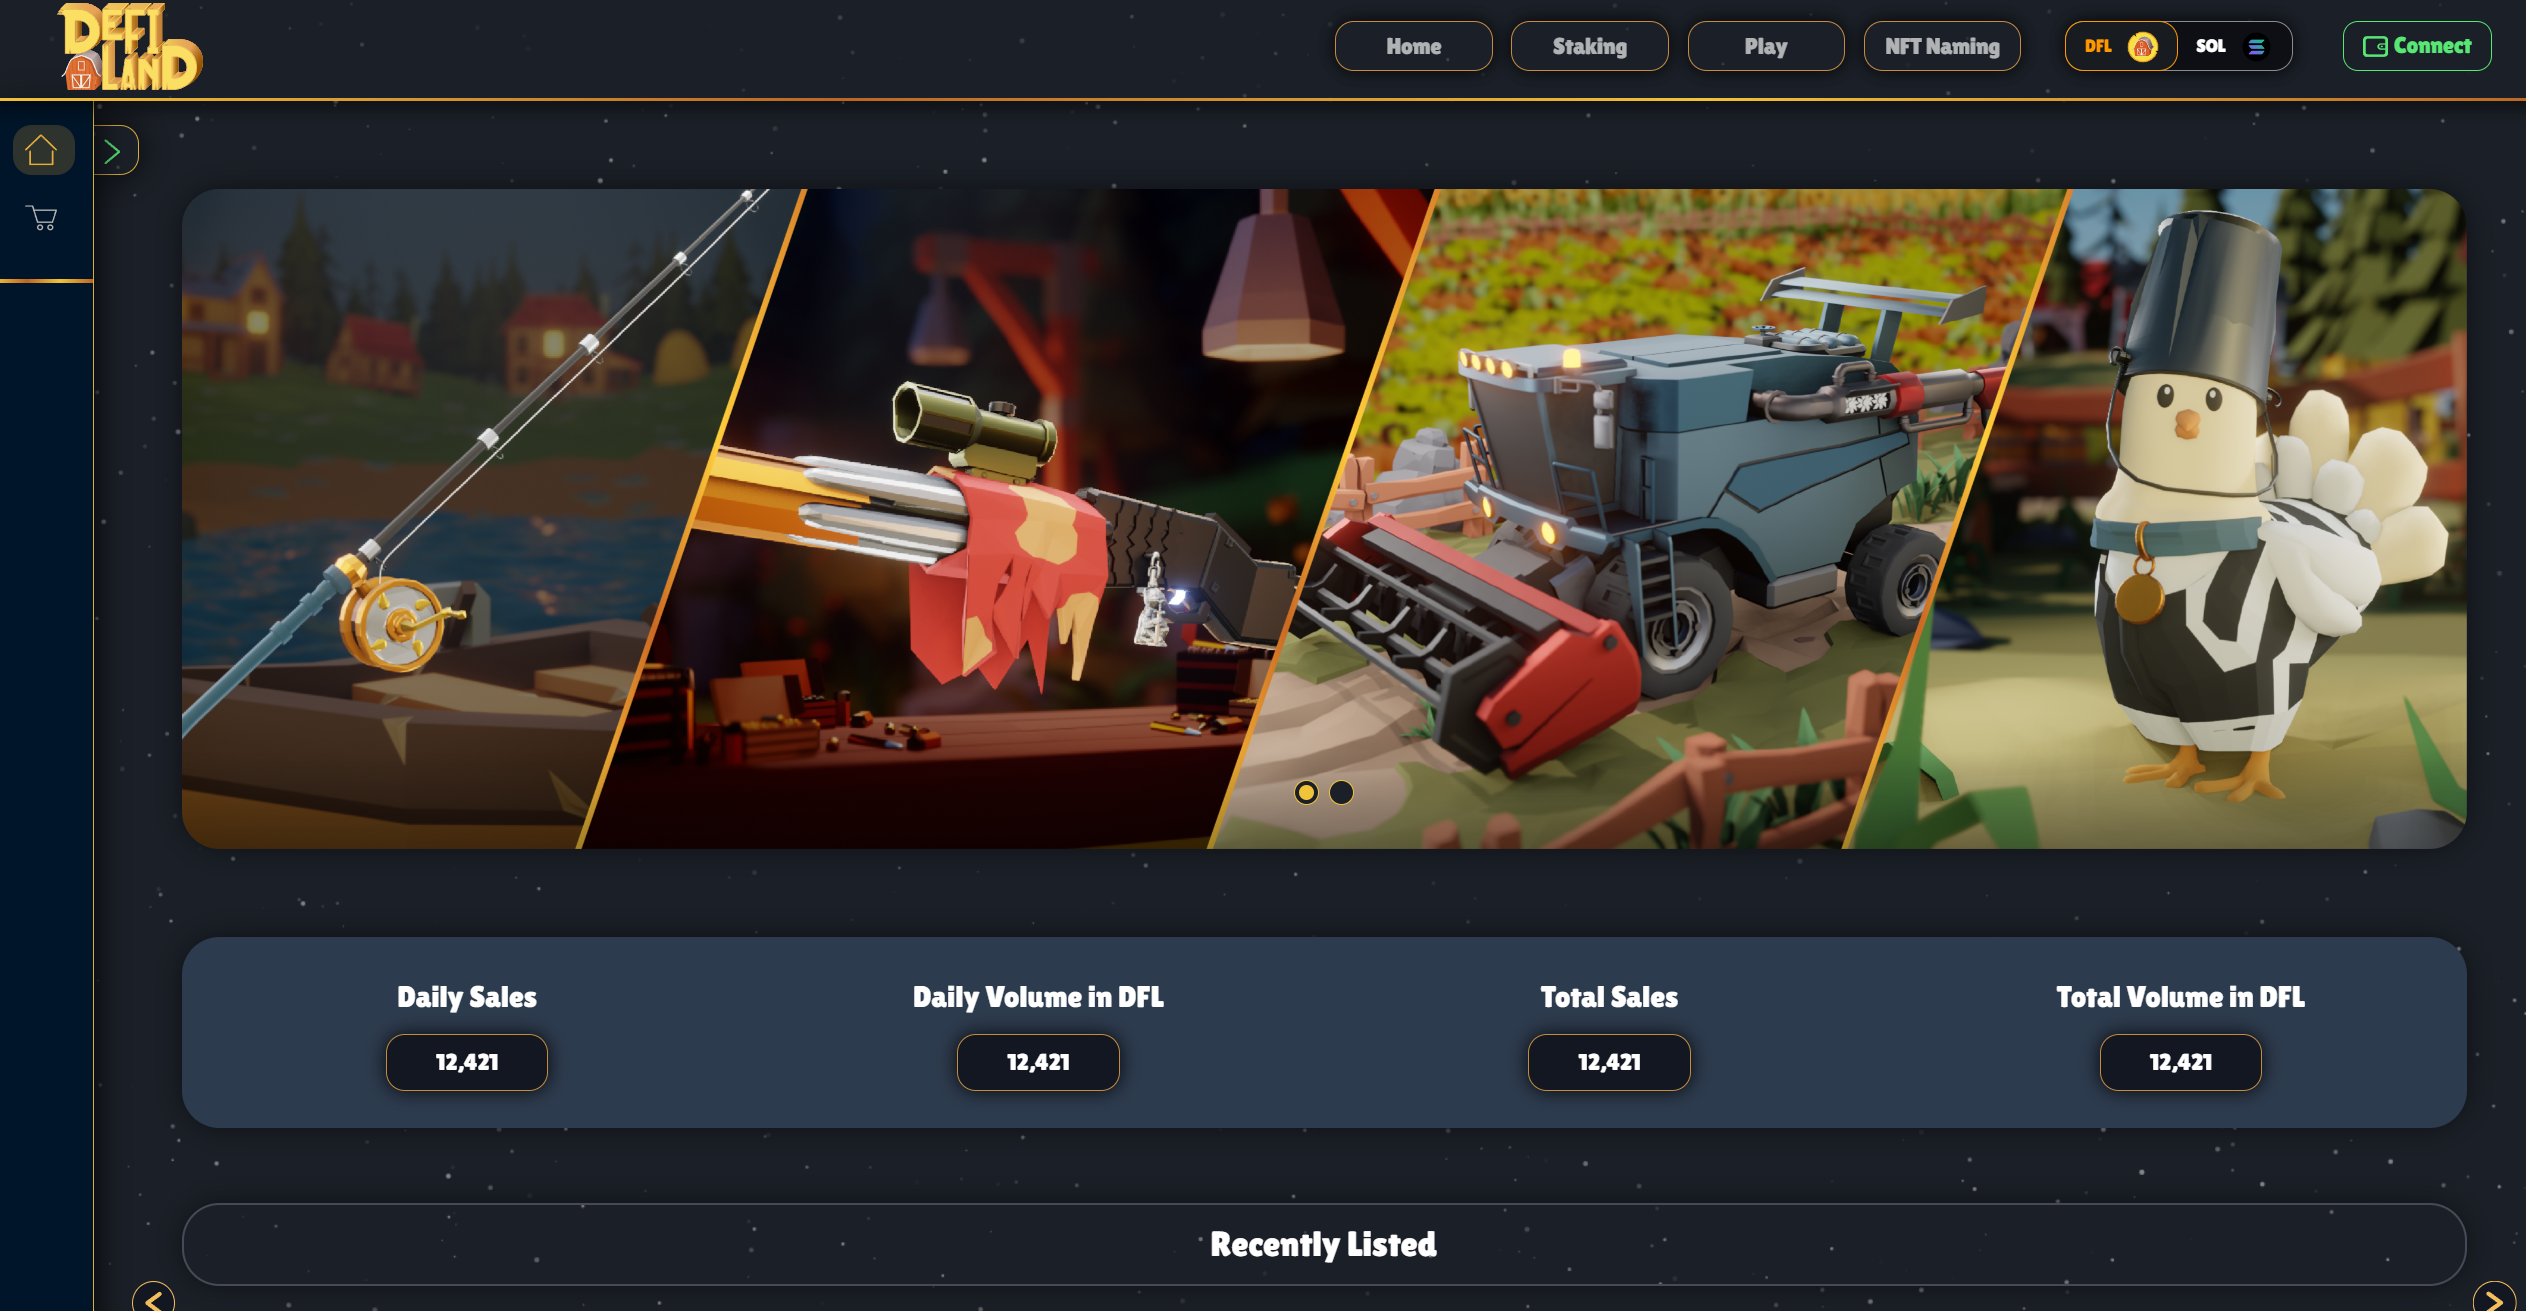 DEFI
LAND
Home
Staking
Play
NFT Naming
DFL
SOL
Connect
Daily Sales
Daily Volume in DFL
Total Sales
Total Volume in DFL
12,421
12,421
12,421
12,421
Recently Listed